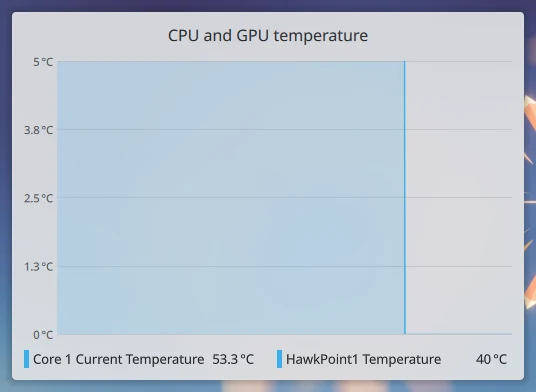 CPU and GPU temperature
5 °C
3.8 °C
2.5 °C
1.3 °C
0 °C
Core 1 Current Temperature 53.3 °C HawkPoint1 Temperature 40 °C